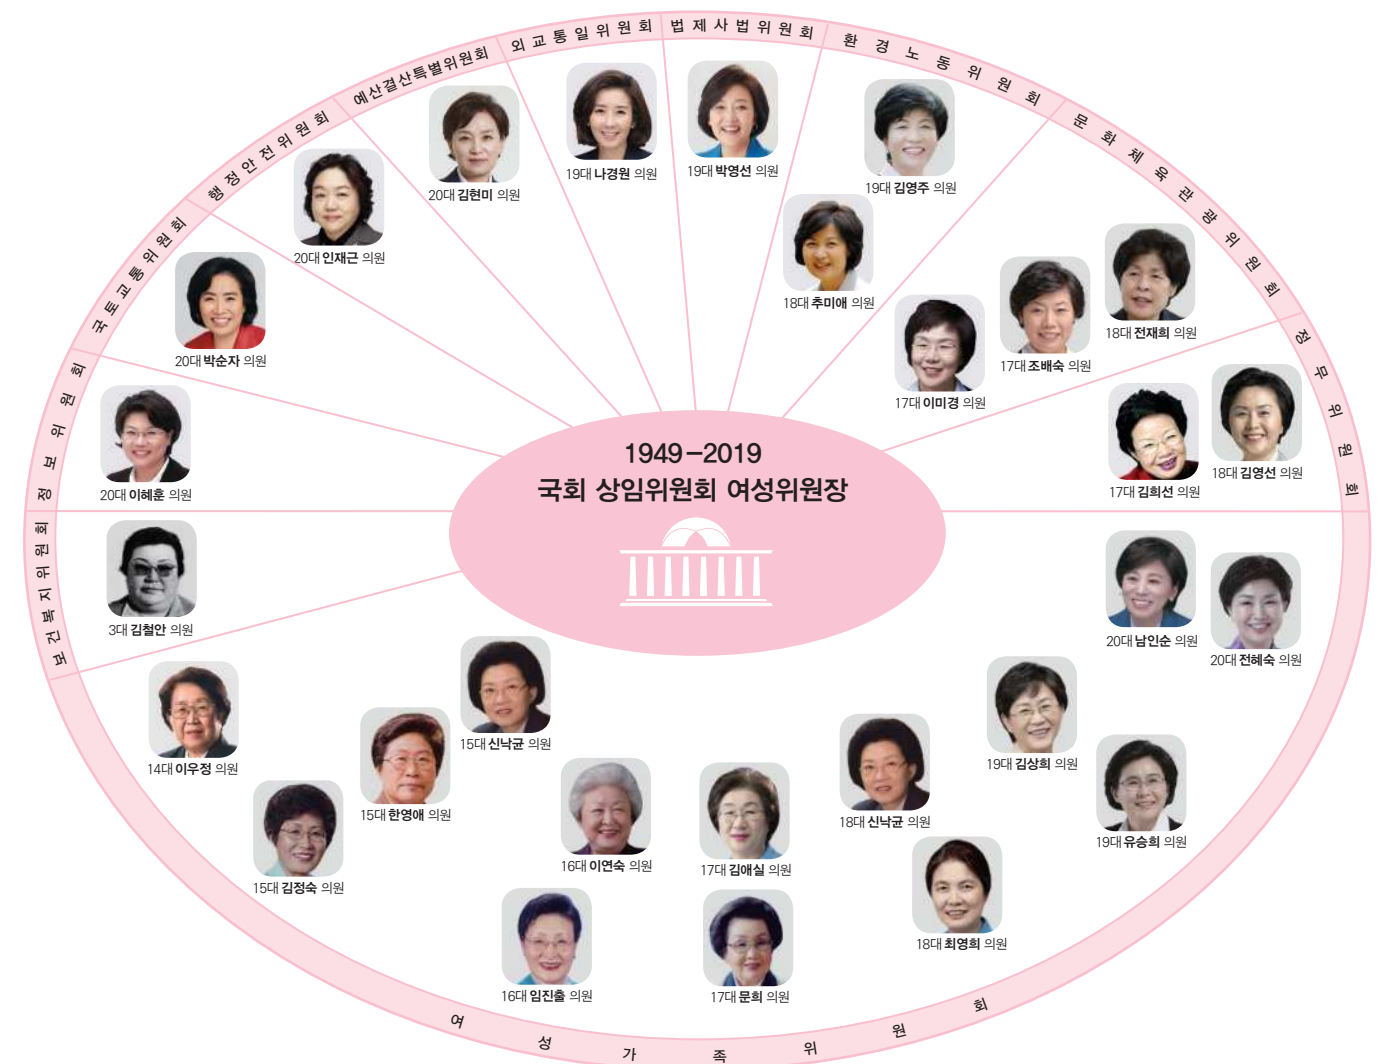 보건복지위원회
정보위원회
국토교통위원회
행정안전위원회
예산결산특별위원회
외교통일위원회
법제사법위원회
환경노동위원회
문화체육관광위원회
정무위원회
여성가족위원회
1949-2019
국회 상임위원회 여성위원장
3대 김철안 의원
20대 이혜훈 의원
20대 박순자 의원
20대 인재근 의원
20대 김현미 의원
19대 나경원 의원
19대 박영선 의원
19대 김영주 의원
18대 추미애 의원
17대 이미경 의원
17대 조배숙 의원
18대 전재희 의원
17대 김희선 의원
18대 김영선 의원
20대 남인순 의원
20대 전혜숙 의원
19대 김상희 의원
19대 유승희 의원
18대 신낙균 의원
18대 최영희 의원
17대 김애실 의원
17대 문희 의원
16대 이연숙 의원
16대 임진출 의원
15대 신낙균 의원
15대 한영애 의원
15대 김정숙 의원
14대 이우정 의원